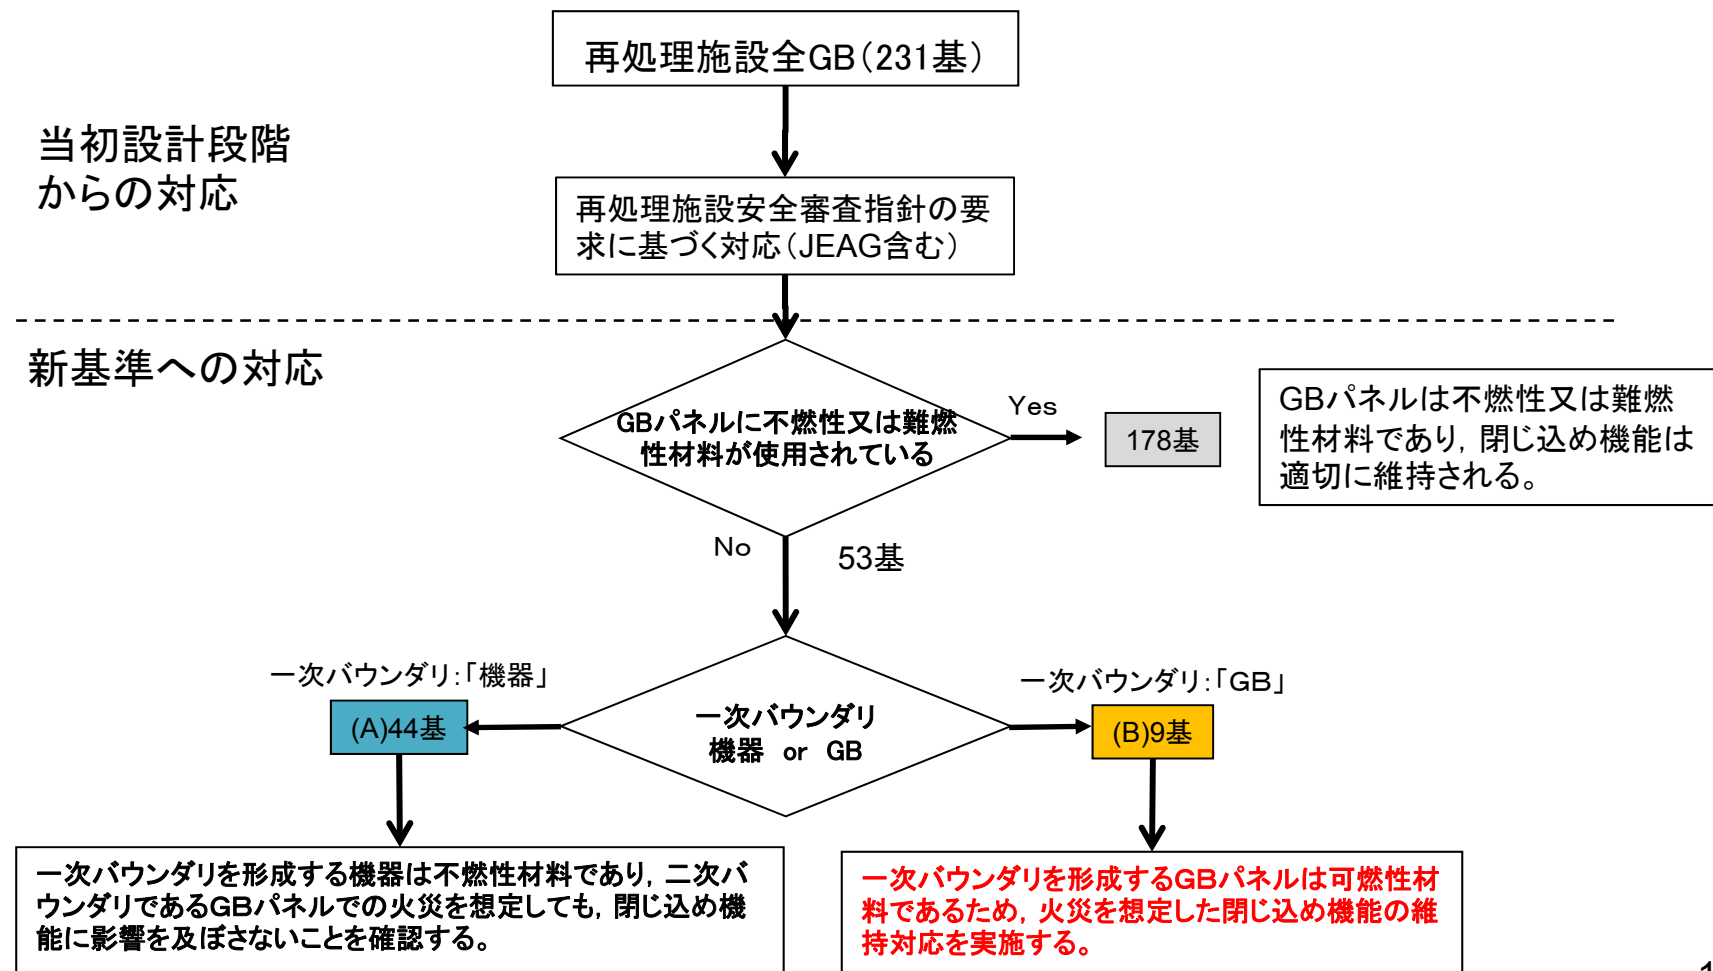 再処理施設全GB（231基）
当初設計段階
からの対応
再処理施設安全審査指針の要
求に基づく対応（JEAG含む）
新基準への対応
GBパネルに不燃性又は難燃
性材料が使用されている
Yes
178基
GBパネルは不燃性又は難燃
性材料であり，閉じ込め機能は
適切に維持される。
No
53基
一次バウンダリ：「機器」
一次バウンダリ：「GB」
(A)44基
一次バウンダリ
機器 or GB
(B)9基
一次バウンダリを形成する機器は不燃性材料であり，二次バ
ウンダリであるGBパネルでの火災を想定しても，閉じ込め機
能に影響を及ぼさないことを確認する。
一次バウンダリを形成するGBパネルは可燃性材
料であるため，火災を想定した閉じ込め機能の維
持対応を実施する。